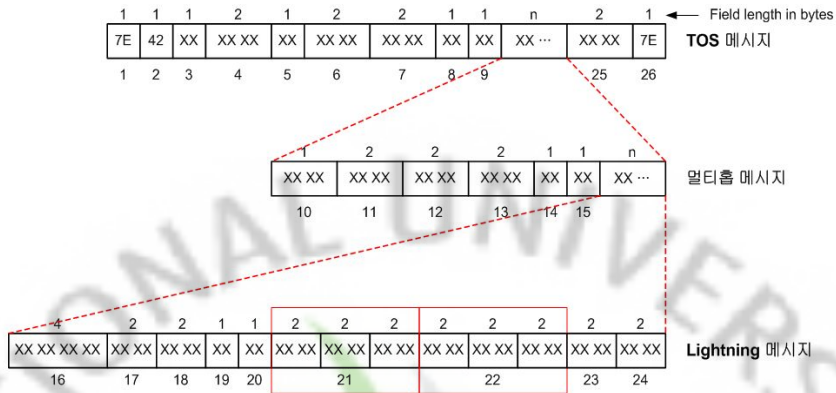 1 1 1 2 1 2 2 1 1 n 2 1 Field length in bytes
7E 42 XX XX XX XX XX XX XX XX XX XX XX ⋯ XX XX 7E TOS 메시지
1 2 3 4 5 6 7 8 9 25 26
1 2 2 2 1 1 n
XX XX XX XX XX XX XX XX XX XX XX ⋯ 멀티홉 메시지
10 11 12 13 14 15
4 2 2 1 1 2 2 2 2 2 2 2 2
XX XX XX XX XX XX XX XX XX XX XX XX XX XX XX XX XX XX XX XX XX XX XX XX XX XX Lightning 메시지
16 17 18 19 20 21 22 23 24
IONAL UNIVERS